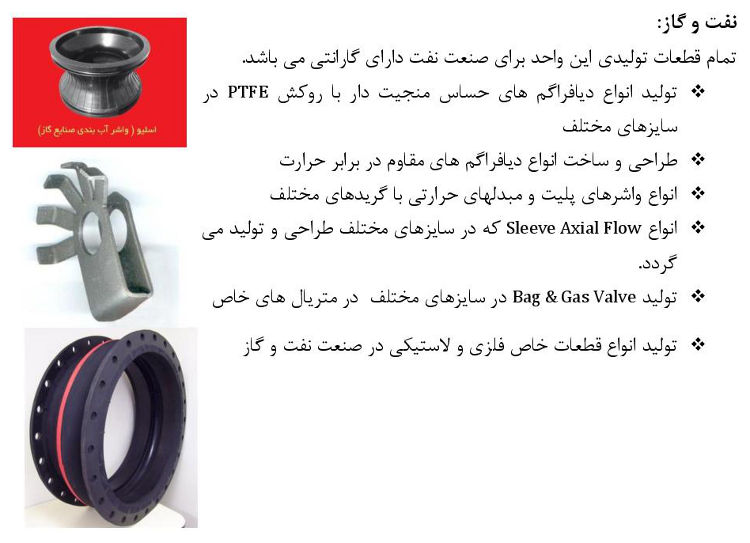 نفت و گاز:
تمام قطعات تولیدی این واحد برای صنعت نفت دارای گارانتی می باشد.
❖ تولید انواع دیافراگم های حساس منجیت دار با روکش PTFE در
سایزهای مختلف
❖ طراحی و ساخت انواع دیافراگم های مقاوم در برابر حرارت
❖ انواع واشرهای پلیت و مبدلهای حرارتی با گریدهای مختلف
❖ انواع Sleeve Axial Flow که در سایزهای مختلف طراحی و تولید می
گردد.
❖ تولید Bag & Gas Valve در سایزهای مختلف در متریال های خاص
❖ تولید انواع قطعات خاص فلزی و لاستیکی در صنعت نفت و گاز
اسلیو ( واشر آب بندی صنایع گاز)